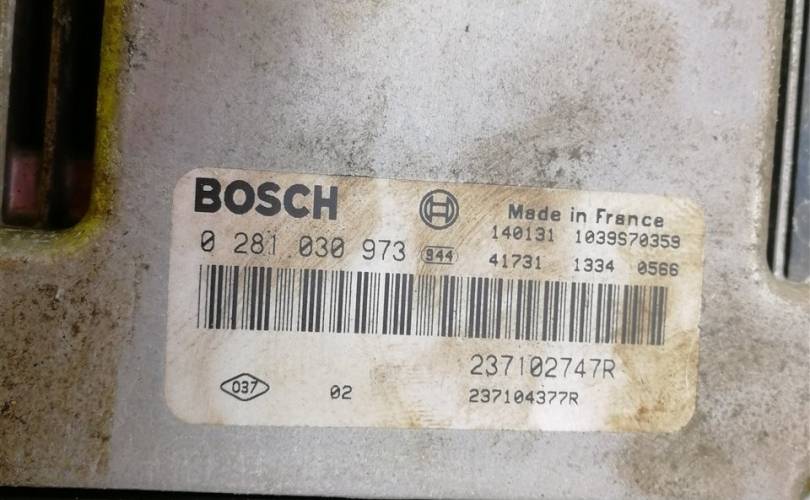 BOSCH
Made in France
140131 1039S70359
0 281 030 973 944
41731 1334 0566
237102747R
037 02 237104377R